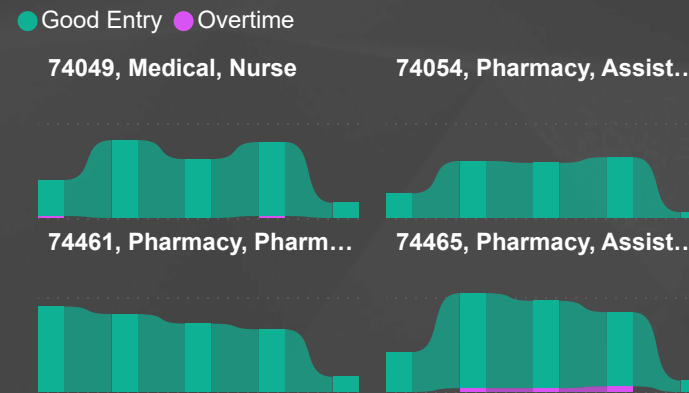 Good Entry Overtime
74049, Medical, Nurse
74054, Pharmacy, Assist…
74461, Pharmacy, Pharm…
74465, Pharmacy, Assist…